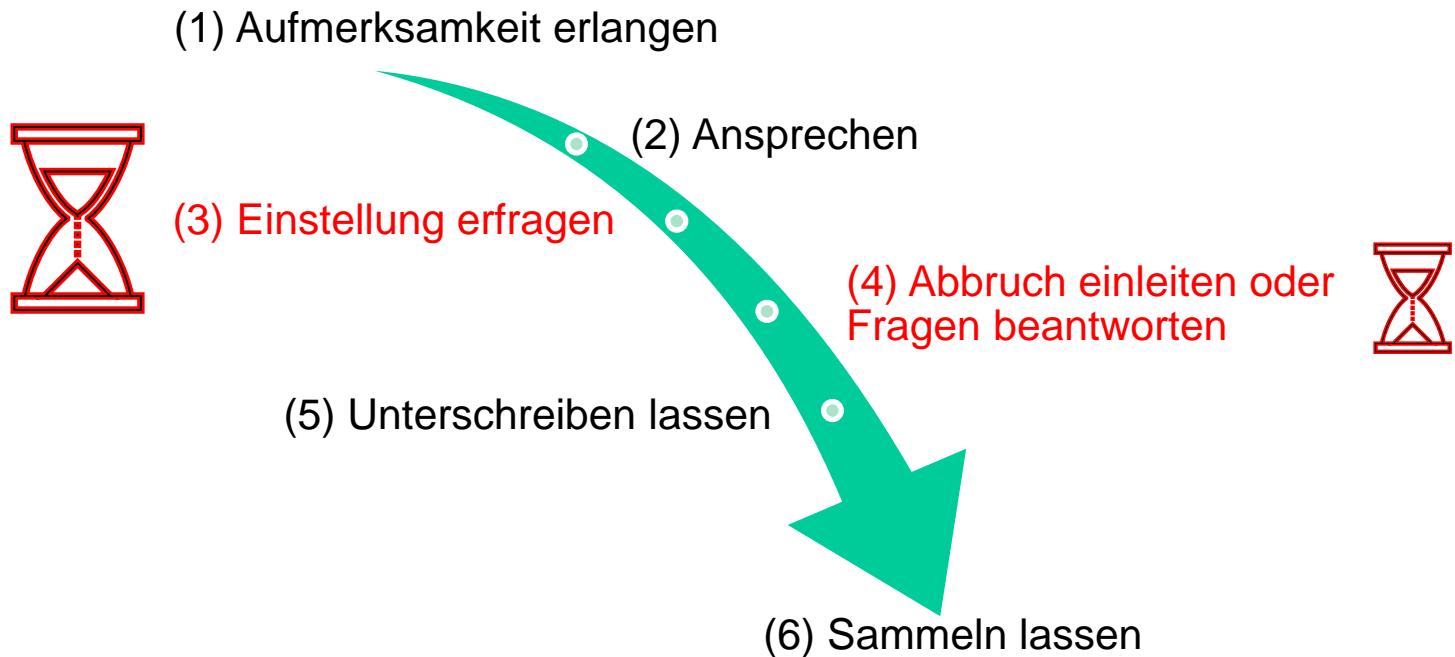 (1) Aufmerksamkeit erlangen
(2) Ansprechen
(3) Einstellung erfragen
(4) Abbruch einleiten oder
Fragen beantworten
(5) Unterschreiben lassen
(6) Sammeln lassen